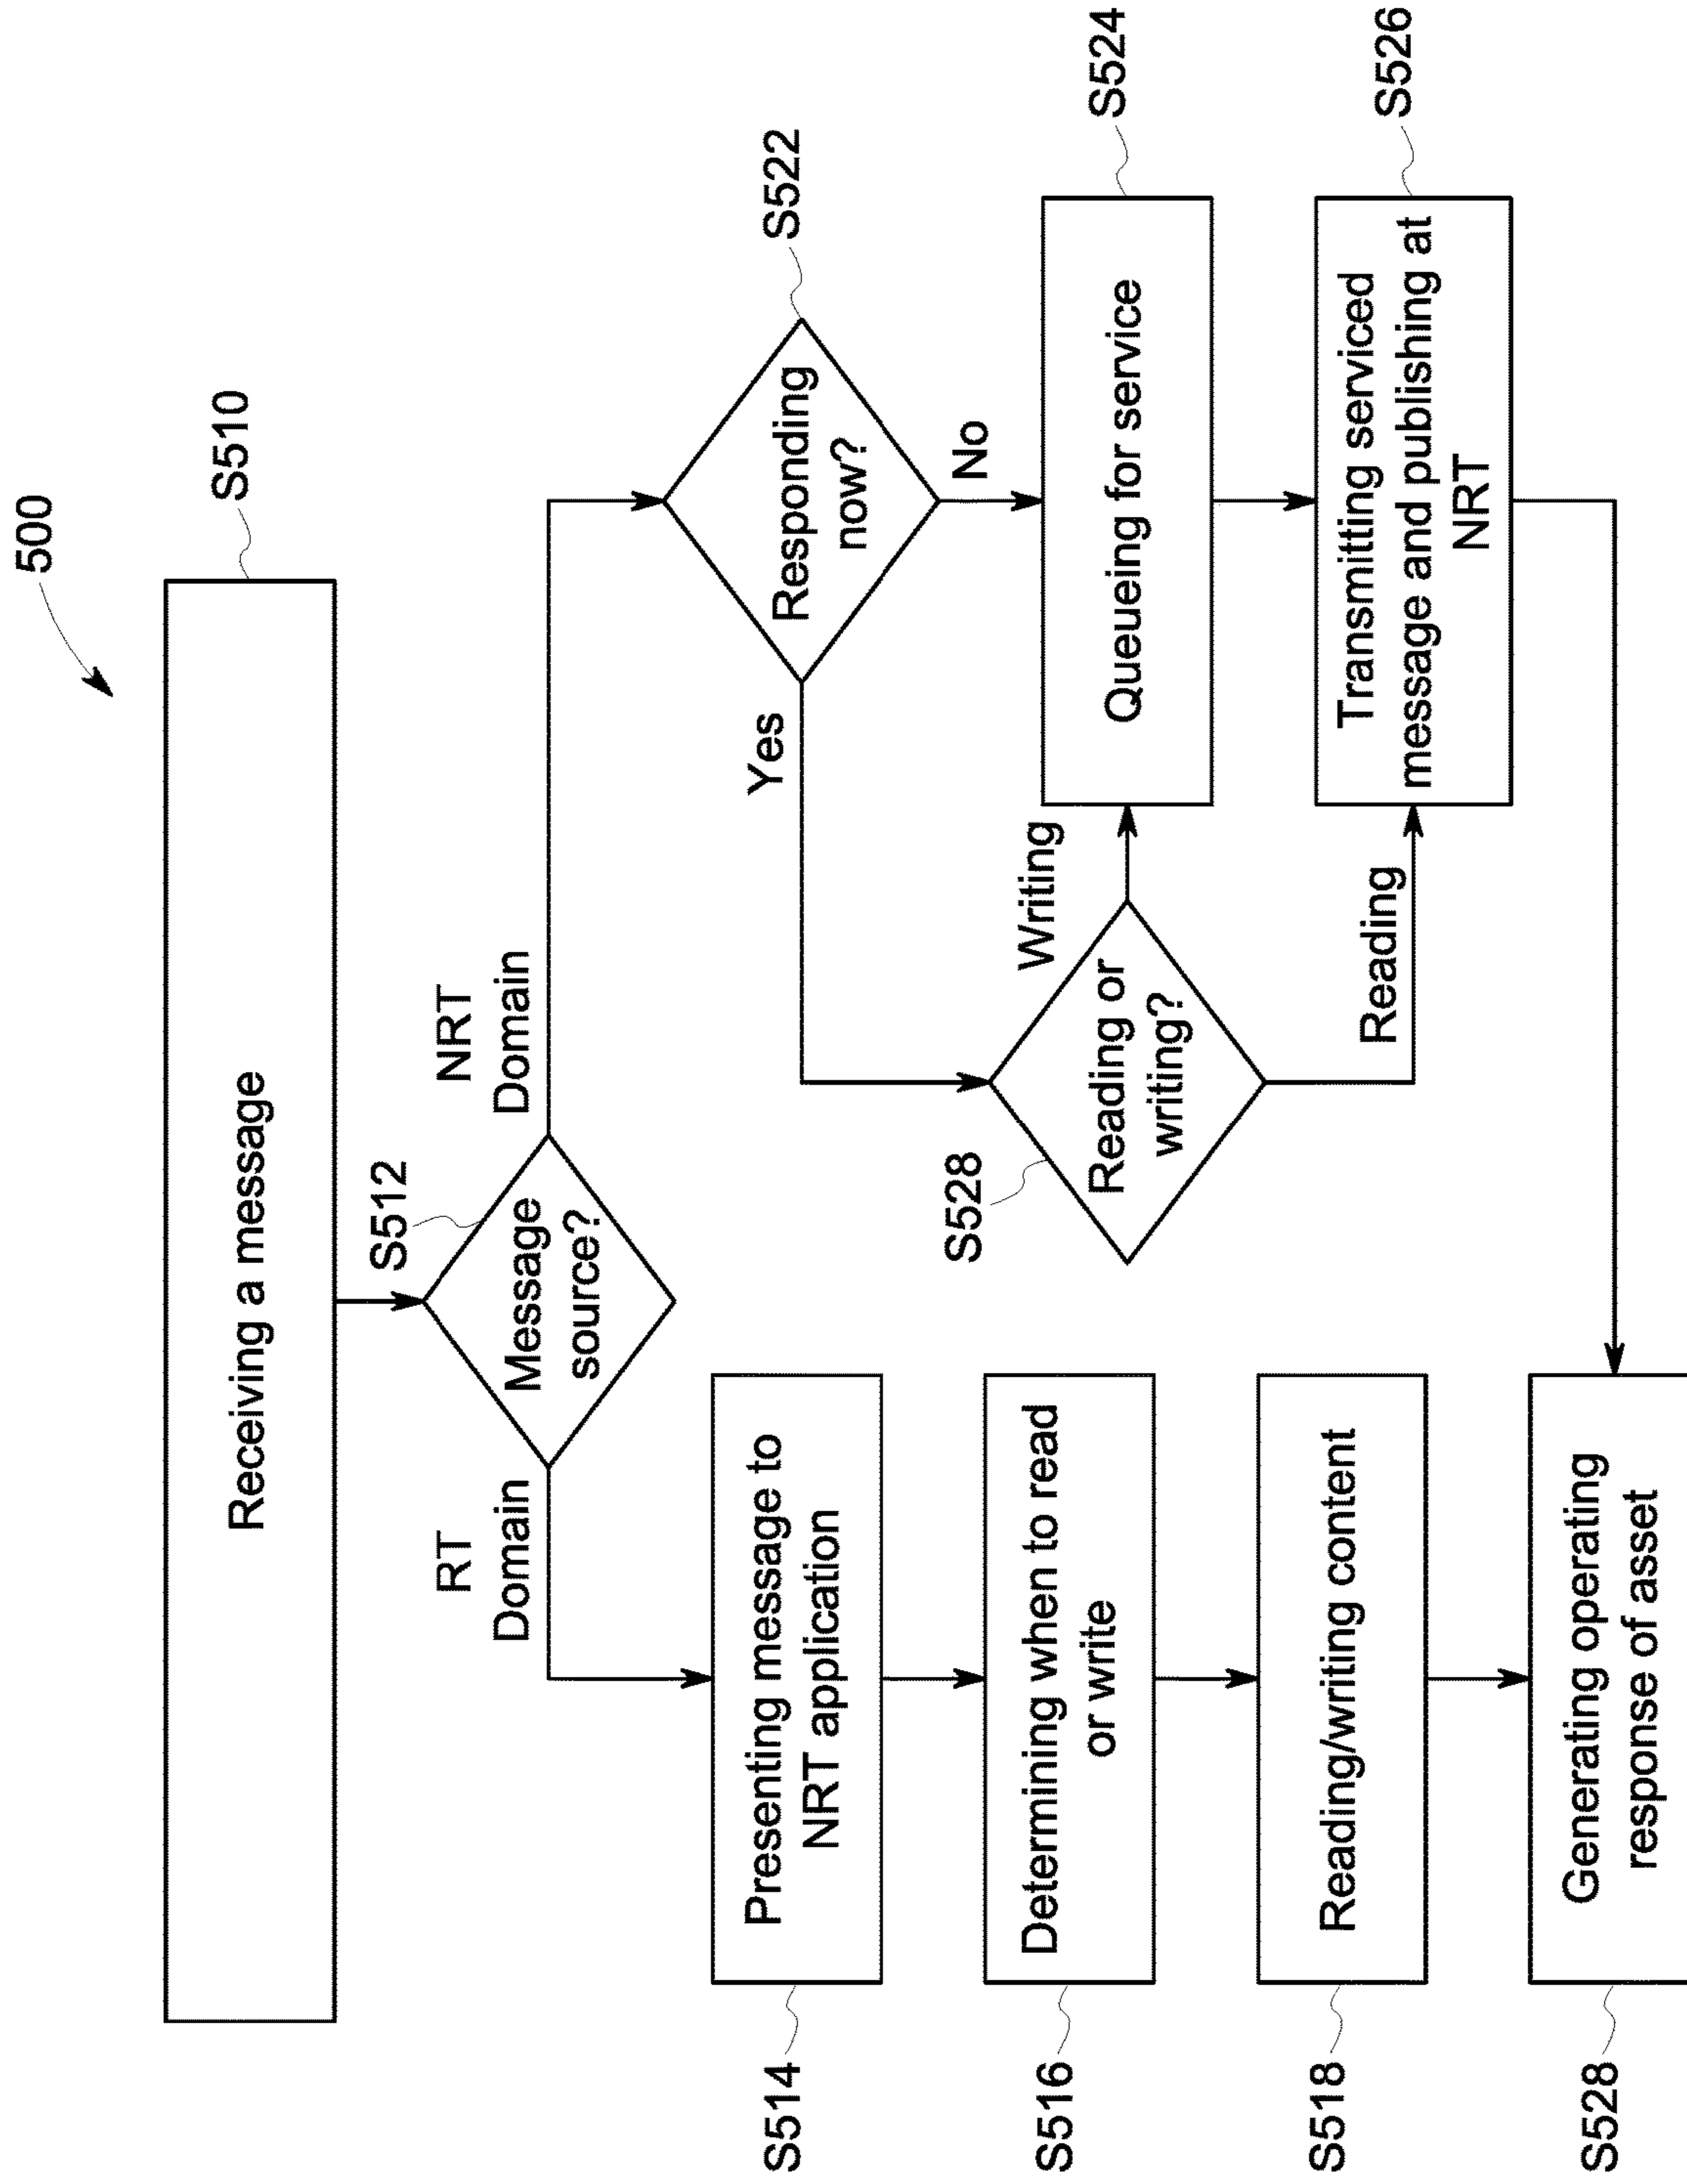 500
Receiving a message
S510
S512
Message
source?
RT
Domain
NRT
Domain
Presenting message to
NRT application
S514
Determining when to read
or write
S516
Reading/writing content
S518
Generating operating
response of asset
S528
Responding
now?
S522
Yes
No
Reading or
writing?
S528
Writing
Reading
Queueing for service
S524
Transmitting serviced
message and publishing at
NRT
S526